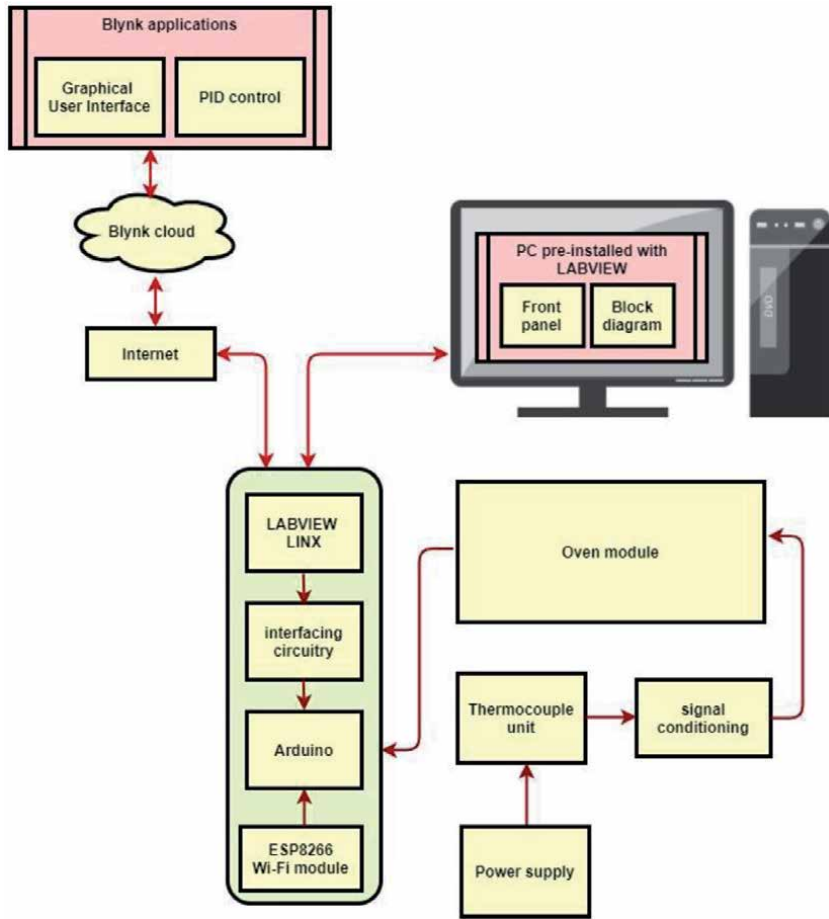 Blynk applications
Graphical
User Interface
PID control
Blynk cloud
Internet
PC pre-installed with
LABVIEW
Front
panel
Block
diagram
DVD
LABVIEW
LINX
interfacing
circuitry
Arduino
ESP8266
Wi-Fi module
Oven module
Thermocouple
unit
signal
conditioning
Power supply